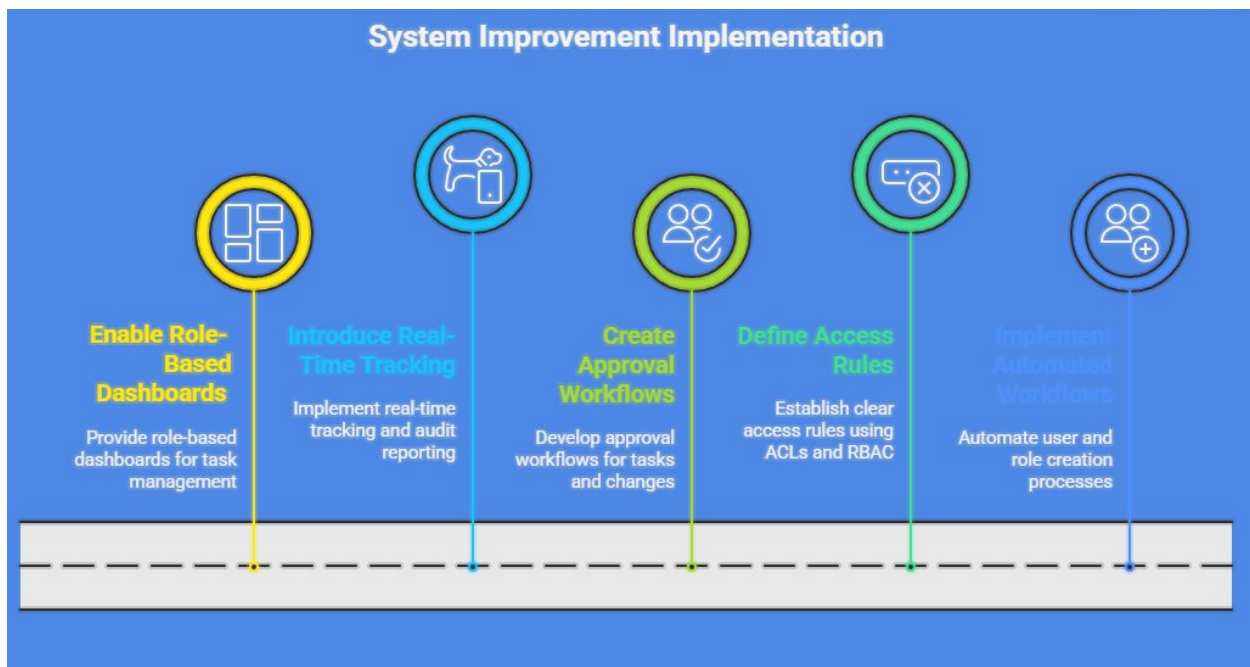 System Improvement Implementation
Enable Role-
Based
Dashboards
Provide role-based
dashboards for task
management
Introduce Real-
Time Tracking
Implement real-time
tracking and audit
reporting
Create
Approval
Workflows
Develop approval
workflows for tasks
and changes
Define Access
Rules
Establish clear
access rules using
ACLs and RBAC
Implement
Automated
Workflows
Automate user and
role creation
processes